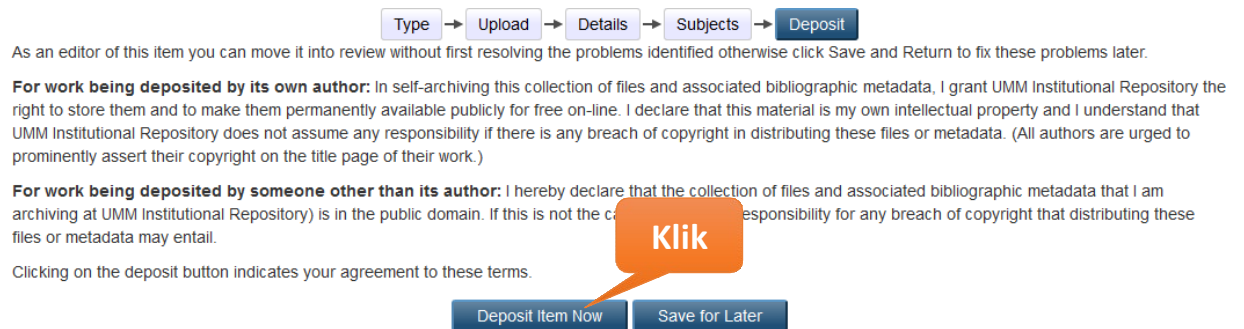 Type Upload Details Subjects Deposit
As an editor of this item you can move it into review without first resolving the problems identified otherwise click Save and Return to fix these problems later.
For work being deposited by its own author: In self-archiving this collection of files and associated bibliographic metadata, I grant UMM Institutional Repository the
right to store them and to make them permanently available publicly for free on-line. I declare that this material is my own intellectual property and I understand that
UMM Institutional Repository does not assume any responsibility if there is any breach of copyright in distributing these files or metadata. (All authors are urged to
prominently assert their copyright on the title page of their work.)
For work being deposited by someone other than its author: I hereby declare that the collection of files and associated bibliographic metadata that I am
archiving at UMM Institutional Repository) is in the public domain. If this is not the esponsibility for any breach of copyright that distributing these
files or metadata may entail.
Klik
Clicking on the deposit button indicates your agreement to these terms.
Deposit Item Now Save for Later